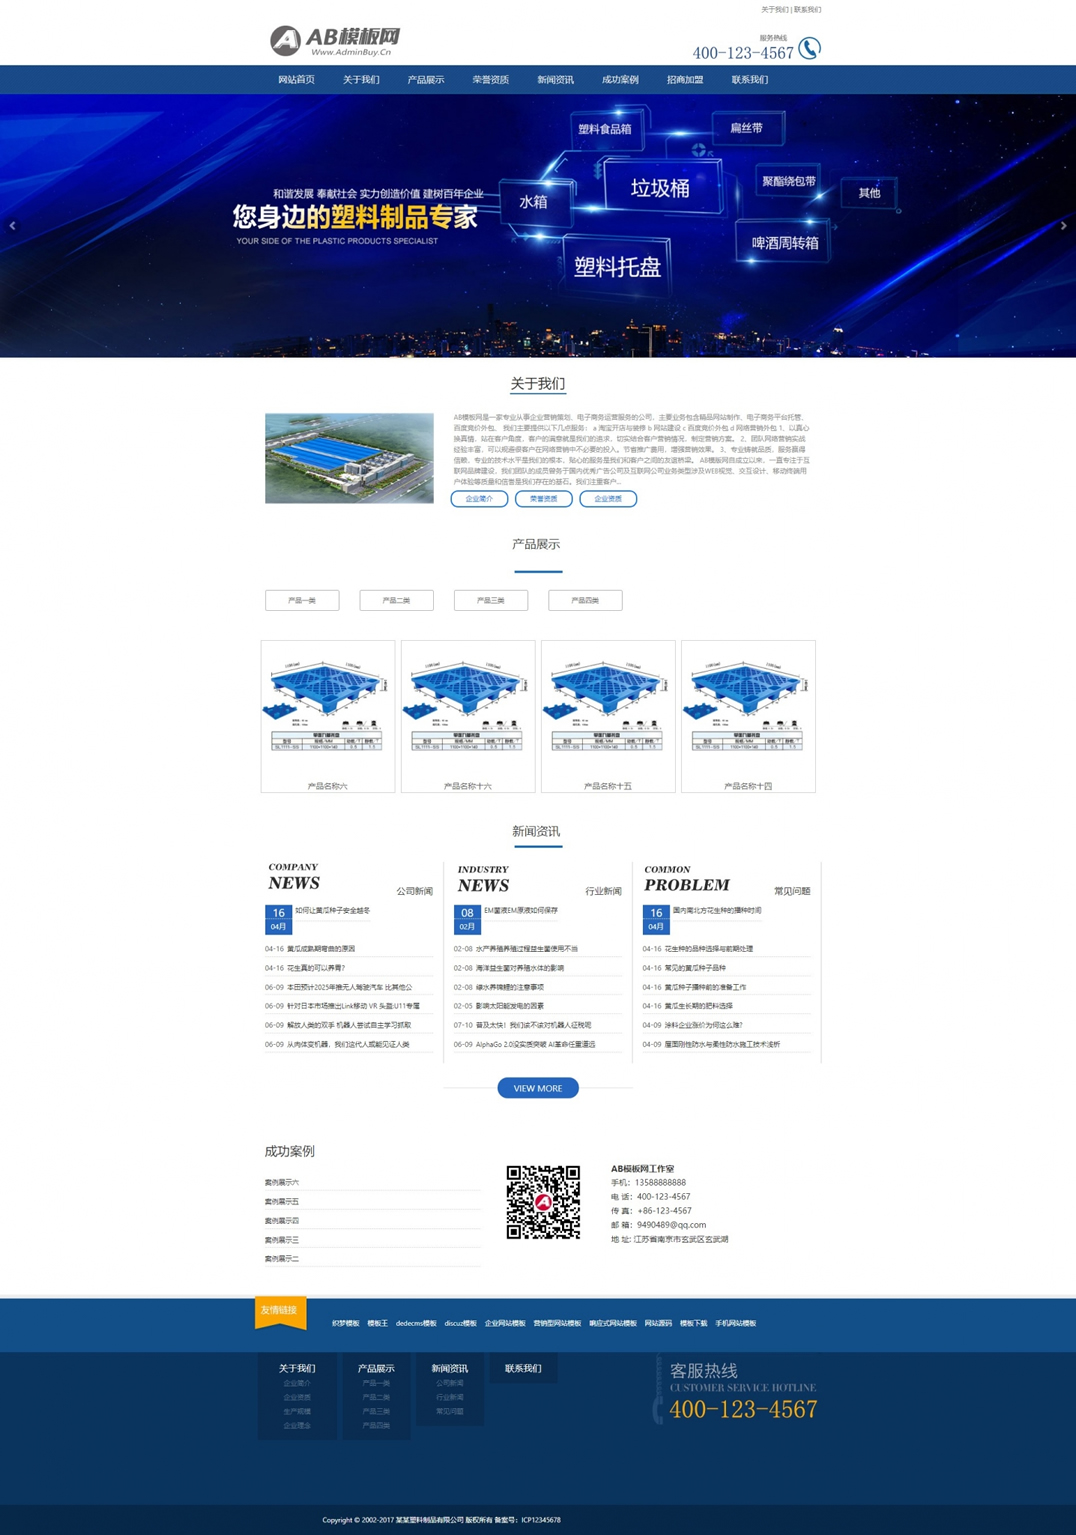 关于我们 | 联系我们
AB模板网
Www.AdminBuy.Cn
服务热线
400-123-4567
网站首页 关于我们 产品展示 荣誉资质 新闻资讯 成功案例 招商加盟 联系我们
塑料食品箱
扁丝带
垃圾桶
聚酯绕包带
其他
水箱
啤酒周转箱
塑料托盘
和谐发展 奉献社会 实力创造价值 建树百年企业
您身边的塑料制品专家
YOUR SIDE OF THE PLASTIC PRODUCTS SPECIALIST
关于我们
AB模板网是一家专业从事企业营销策划、电子商务运营服务的公司，主要业务包含精品网站制作、电子商务平台托管、
百度竞价外包、 我们主要提供以下几点服务： a 淘宝开店与装修 b 网站建设 c 百度竞价外包 d 网络营销外包 1、以真心
换真情，站在客户角度，客户的满意就是我们的追求，切实结合客户营销情况，制定营销方案。 2、团队网络营销实战
经验丰富，可以规避很客户在网络营销中不必要的投入。节省推广费用，增强营销效果。 3、专业铸就品质，服务赢得
信赖，专业的技术水平是我们的根本，贴心的服务是我们和客户之间的友谊桥梁。 AB模板网自成立以来，一直专注于互
联网品牌建设，我们团队的成员曾务于国内优秀广告公司及互联网公司业务类型涉及WEB视觉、交互设计、移动终端用
户体验等质量和信誉是我们存在的基石。我们注重客户...
企业简介 荣誉资质 企业资质
产品展示
产品一类 产品二类 产品三类 产品四类
产品名称六 产品名称十六 产品名称十五 产品名称十四
新闻资讯
COMPANY
NEWS
公司新闻
16
04月
如何让黄瓜种子安全越冬
04-16 黄瓜成熟期弯曲的原因
04-16 花生真的可以养胃?
06-09 本田预计2025年推无人驾驶汽车 比其他公
06-09 针对日本市场推出Link移动 VR 头盔:U11专属
06-09 解放人类的双手 机器人尝试自主学习抓取
06-09 从肉体变机器，我们这代人或能见证人类
INDUSTRY
NEWS
行业新闻
08
02月
EM菌液EM原液如何保存
02-08 水产养殖养殖过程益生菌使用不当
02-08 海洋益生菌对养殖水体的影响
02-08 绿水养锦鲤的注意事项
02-05 影响太阳能发电的因素
07-10 普及太快！我们该不该对机器人征税呢
06-09 AlphaGo 2.0没实质突破 AI革命任重道远
COMMON
PROBLEM
常见问题
16
04月
国内南北方花生种的播种时间
04-16 花生种的品种选择与前期处理
04-16 常见的黄瓜种子品种
04-16 黄瓜种子播种前的准备工作
04-16 黄瓜生长期的肥料选择
04-09 涂料企业涨价为何这么难?
04-09 屋面刚性防水与柔性防水施工技术浅析
VIEW MORE
成功案例
案例展示六
案例展示五
案例展示四
案例展示三
案例展示二
AB模板网工作室
手机：13588888888
电 话：400-123-4567
传 真：+86-123-4567
邮 箱：9490489@qq.com
地 址: 江苏省南京市玄武区玄武湖
友情链接
织梦模板 模板王 dedecms模板 discuz模板 企业网站模板 营销型网站模板 响应式网站模板 网站源码 模板下载 手机网站模板
关于我们
企业简介
企业资质
生产规模
企业理念
产品展示
产品一类
产品二类
产品三类
产品四类
新闻资讯
公司新闻
行业新闻
常见问题
联系我们
客服热线
CUSTOMER SERVICE HOTLINE
400-123-4567
Copyright © 2002-2017 某某塑料制品有限公司 版权所有 备案号：ICP12345678